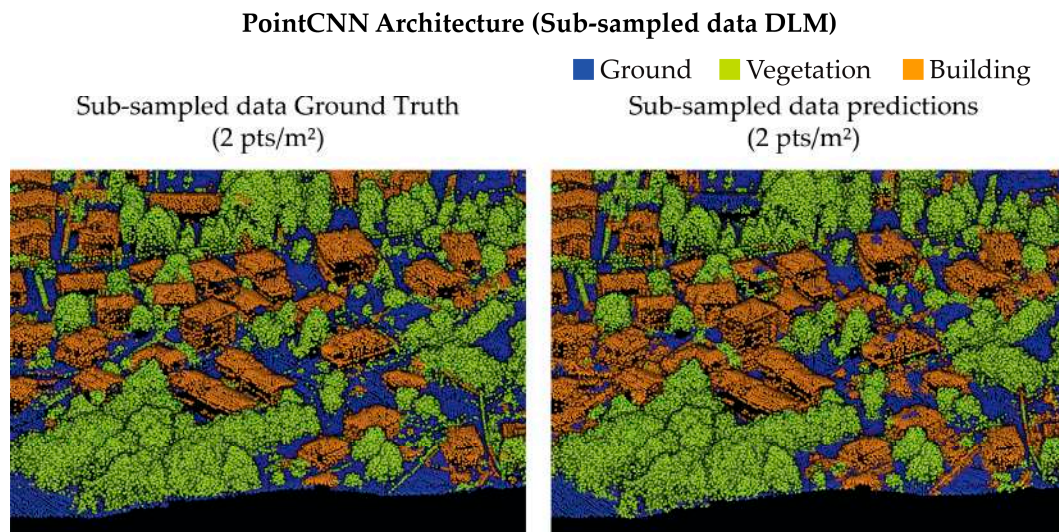 PointCNN Architecture (Sub-sampled data DLM)
Ground Vegetation Building
Sub-sampled data Ground Truth
(2 pts/m²)
Sub-sampled data predictions
(2 pts/m²)